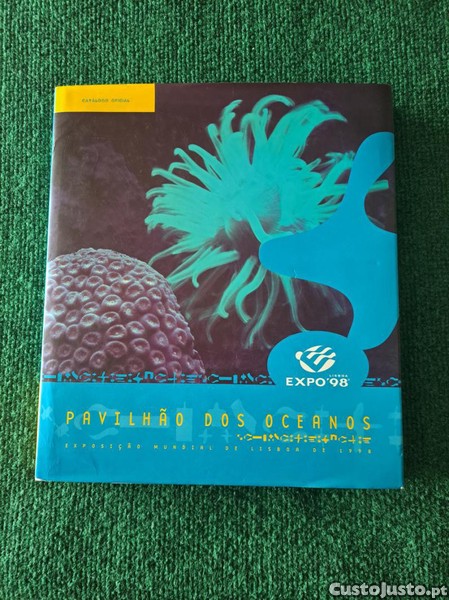 CATÁLOGO OFICIAL
LISBOA
EXPO'98
PAVILHÃO DOS OCEANOS
EXPOSIÇÃO MUNDIAL DE LISBOA DE 1998
CustoJusto.pt